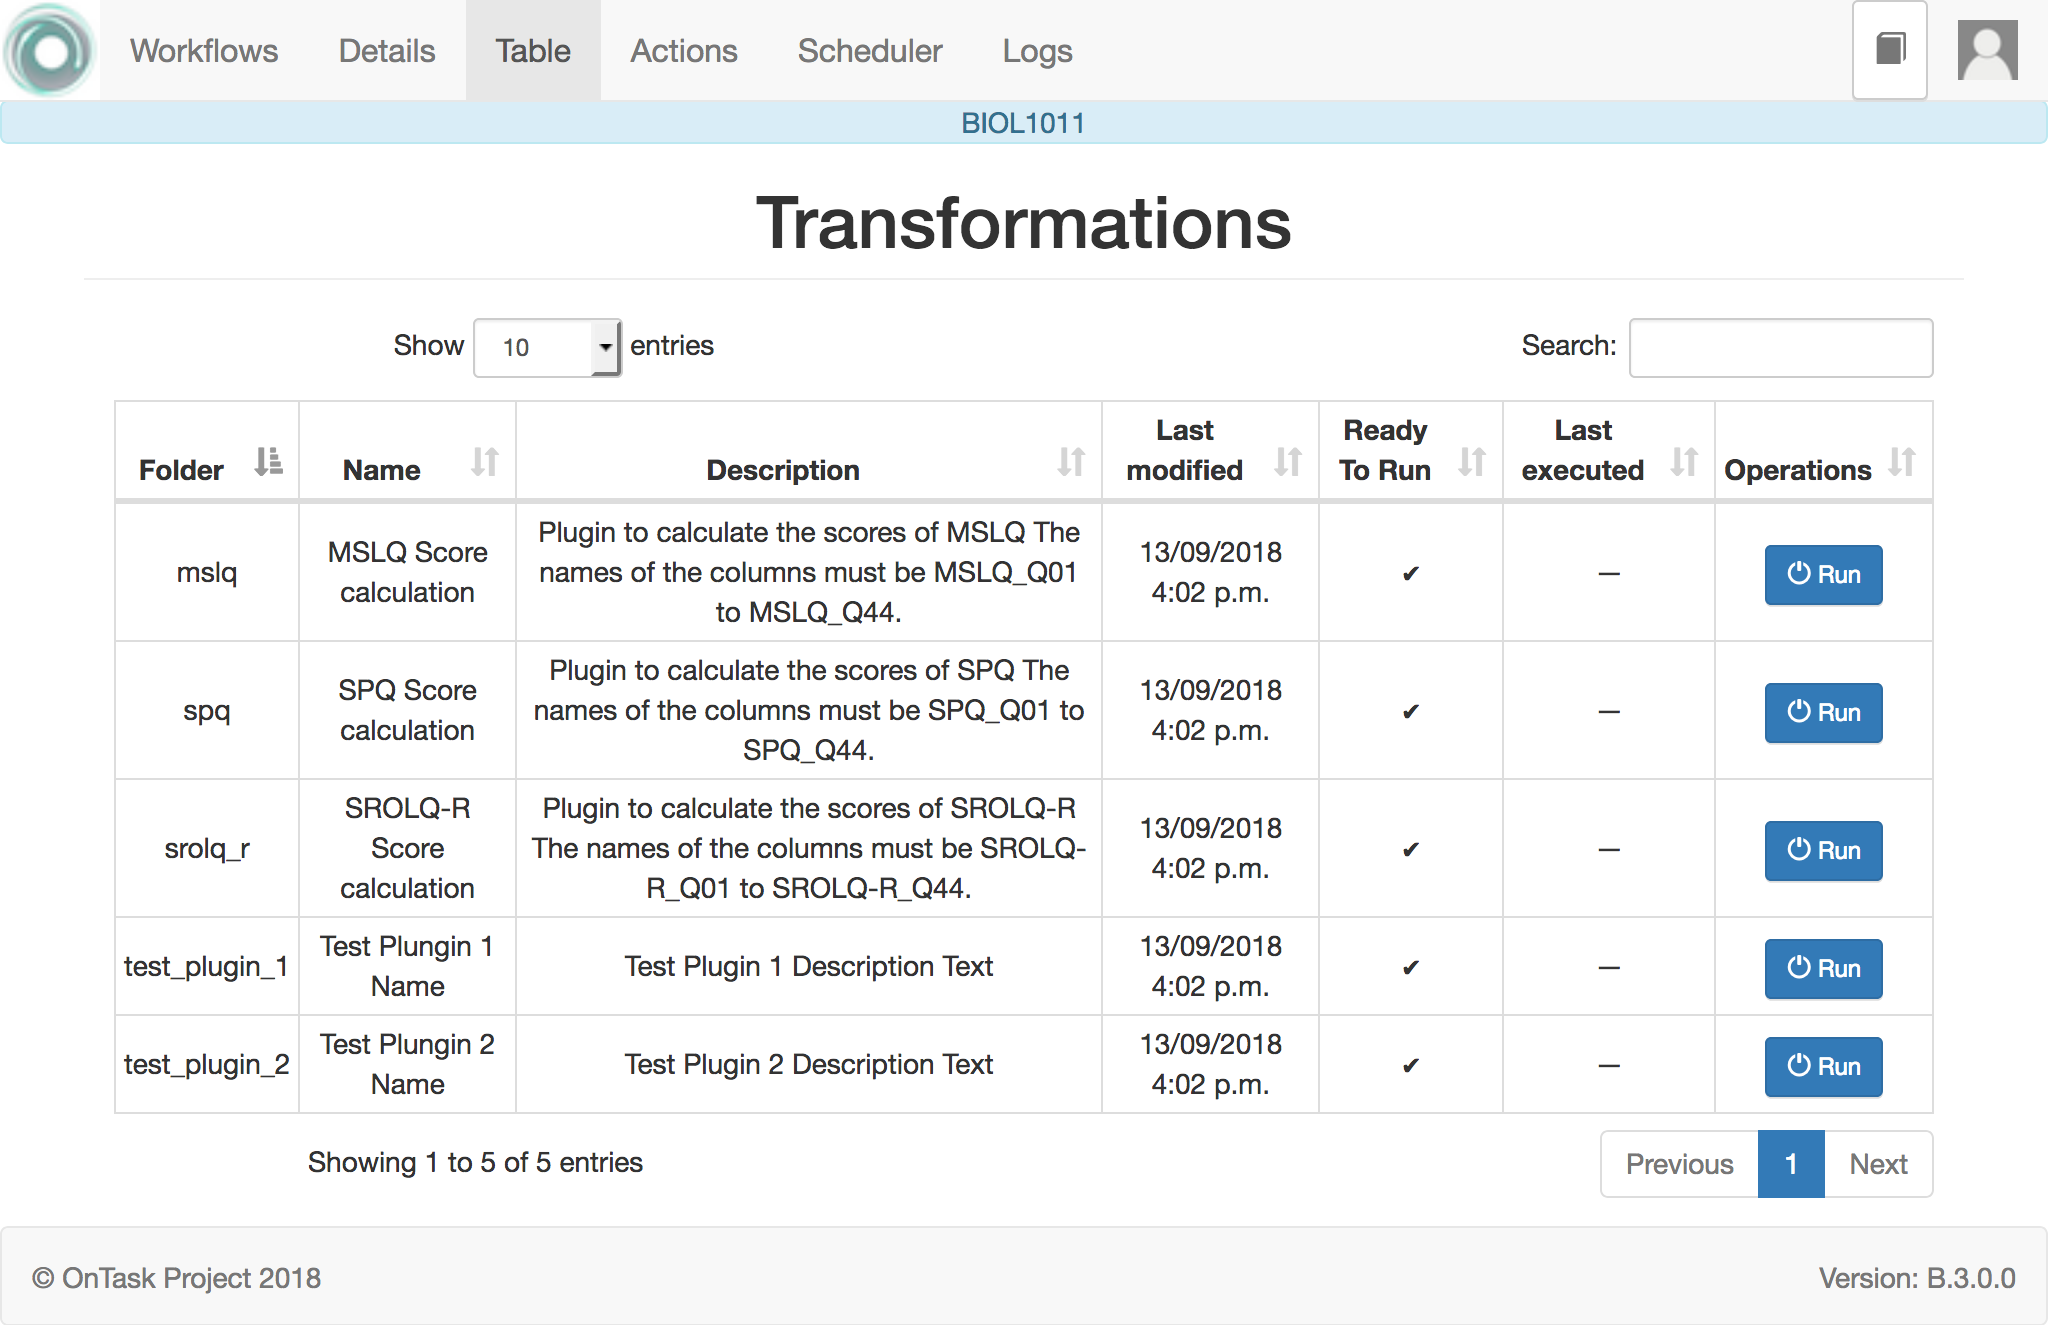 Workflows Details Table Actions Scheduler Logs
BIOL1011
Transformations
Show 10 entries Search:
Folder Name Description Last modified Ready To Run Last executed Operations
mslq
MSLQ Score
calculation
Plugin to calculate the scores of MSLQ The
names of the columns must be MSLQ_Q01
to MSLQ_Q44.
13/09/2018
4:02 p.m.
✔
—
Run
spq
SPQ Score
calculation
Plugin to calculate the scores of SPQ The
names of the columns must be SPQ_Q01 to
SPQ_Q44.
13/09/2018
4:02 p.m.
✔
—
Run
srolq_r
SROLQ-R
Score
calculation
Plugin to calculate the scores of SROLQ-R
The names of the columns must be SROLQ-
R_Q01 to SROLQ-R_Q44.
13/09/2018
4:02 p.m.
✔
—
Run
test_plugin_1
Test Plungin 1
Name
Test Plugin 1 Description Text
13/09/2018
4:02 p.m.
✔
—
Run
test_plugin_2
Test Plungin 2
Name
Test Plugin 2 Description Text
13/09/2018
4:02 p.m.
✔
—
Run
Showing 1 to 5 of 5 entries
Previous 1 Next
© OnTask Project 2018 Version: B.3.0.0